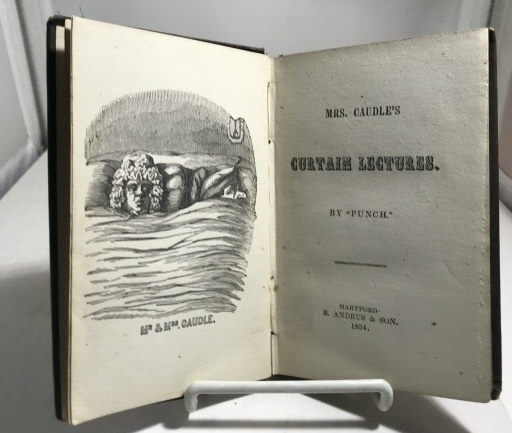 Mr & Mrs. CAUDLE.
MRS. CAUDLE'S
CURTAIN LECTURES.
BY "PUNCH."
HARTFORD:
S. ANDRUS & SON.
1854.